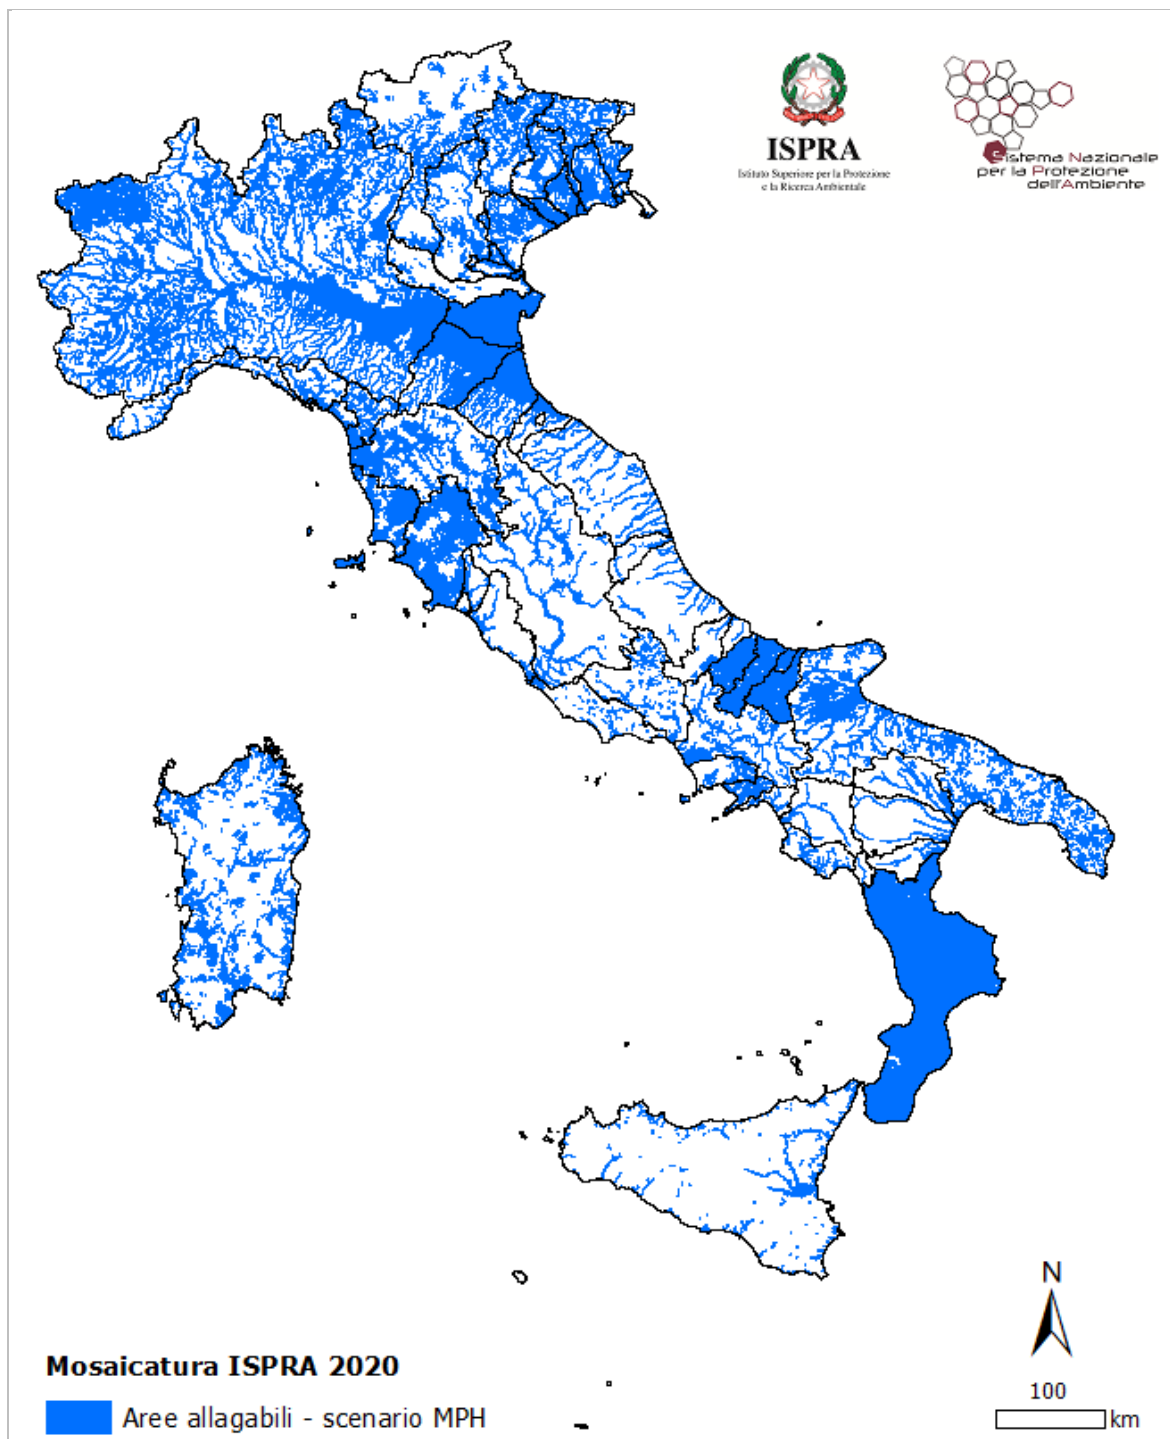 ISPRA
Istituto Superiore per la Protezione
e la Ricerca Ambientale
Sistema Nazionale
per la Protezione
dell'Ambiente
N
100
km
Mosaicatura ISPRA 2020
Aree allagabili - scenario MPH